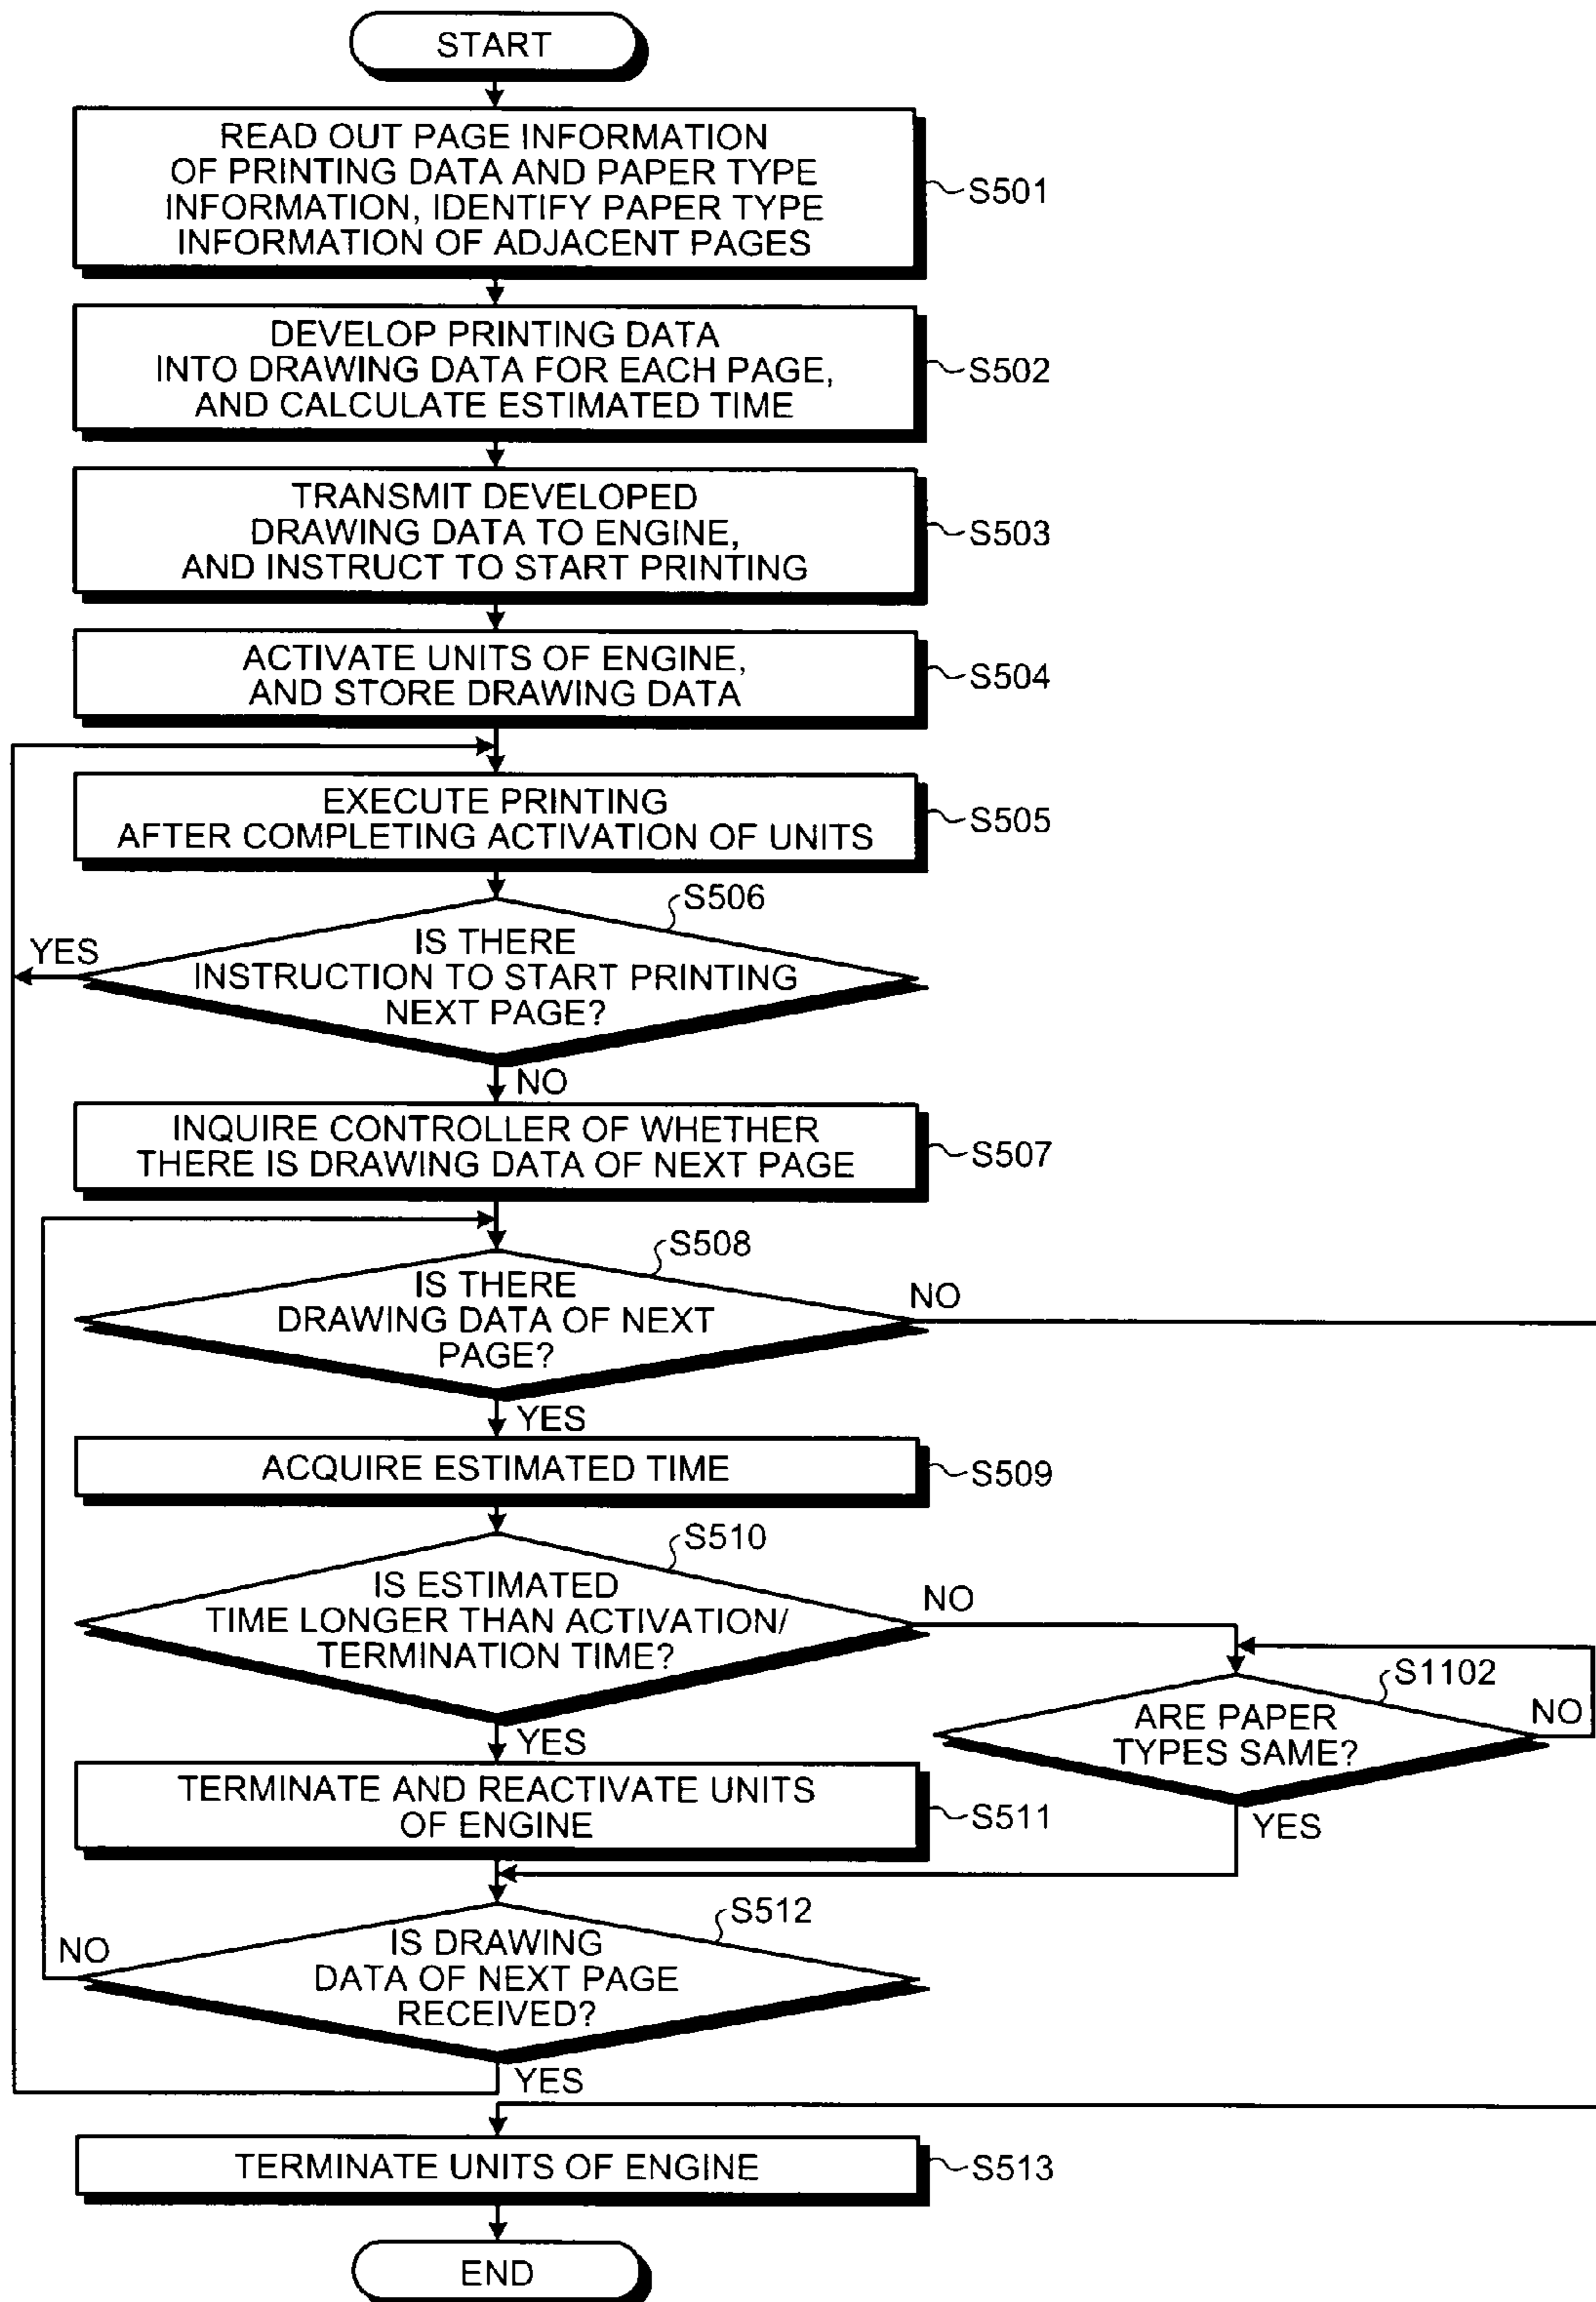 START
READ OUT PAGE INFORMATION
OF PRINTING DATA AND PAPER TYPE
INFORMATION, IDENTIFY PAPER TYPE
INFORMATION OF ADJACENT PAGES
S501
DEVELOP PRINTING DATA
INTO DRAWING DATA FOR EACH PAGE,
AND CALCULATE ESTIMATED TIME
S502
TRANSMIT DEVELOPED
DRAWING DATA TO ENGINE,
AND INSTRUCT TO START PRINTING
S503
ACTIVATE UNITS OF ENGINE,
AND STORE DRAWING DATA
S504
EXECUTE PRINTING
AFTER COMPLETING ACTIVATION OF UNITS
S505
S506
YES
IS THERE
INSTRUCTION TO START PRINTING
NEXT PAGE?
NO
INQUIRE CONTROLLER OF WHETHER
THERE IS DRAWING DATA OF NEXT PAGE
S507
S508
IS THERE
DRAWING DATA OF NEXT
PAGE?
NO
YES
ACQUIRE ESTIMATED TIME
S509
S510
IS ESTIMATED
TIME LONGER THAN ACTIVATION/
TERMINATION TIME?
NO
S1102
ARE PAPER
TYPES SAME?
NO
YES
YES
TERMINATE AND REACTIVATE UNITS
OF ENGINE
S511
S512
NO
IS DRAWING
DATA OF NEXT PAGE
RECEIVED?
YES
TERMINATE UNITS OF ENGINE
S513
END